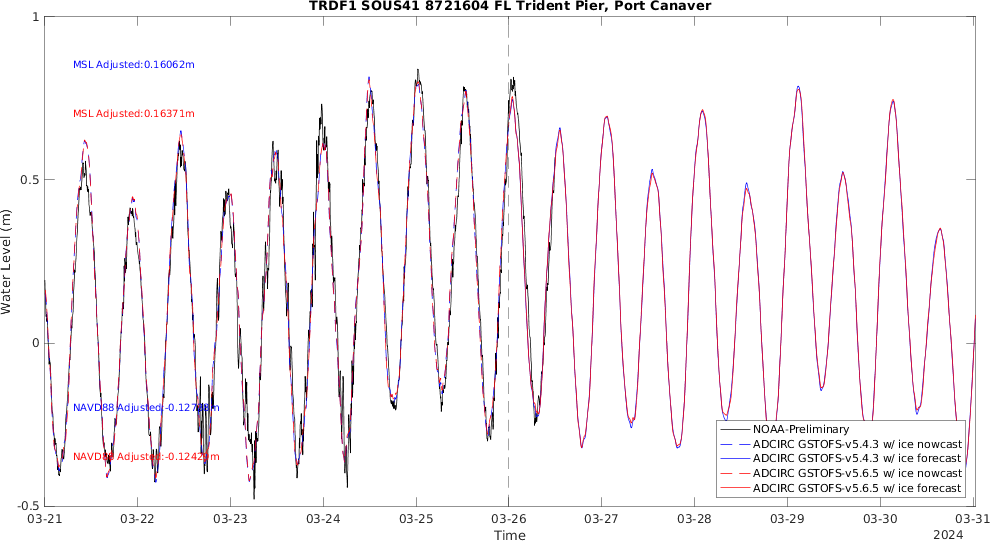 TRDF1 SOUS41 8721604 FL Trident Pier, Port Canaver
Water Level (m)
1
0.5
0
-0.5
MSL Adjusted:0.16062m
MSL Adjusted:0.16371m
NAVD88 Adjusted:
NAVD88 Adjusted:
NOAA-Preliminary
ADCIRC GSTOFS-v5.4.3 w/ ice nowcast
ADCIRC GSTOFS-v5.4.3 w/ ice forecast
ADCIRC GSTOFS-v5.6.5 w/ ice nowcast
ADCIRC GSTOFS-v5.6.5 w/ ice forecast
03-21 03-22 03-23 03-24 03-25 03-26 03-27 03-28 03-29 03-30 03-31
Time
2024